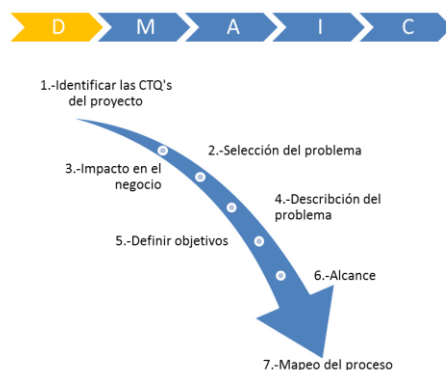 D M A I C
1.-Identificar las CTQ's
del proyecto
2.-Selección del problema
3.-Impacto en el
negocio
4.-Describción del
problema
5.-Definir objetivos
6.-Alcance
7.-Mapeo del proceso